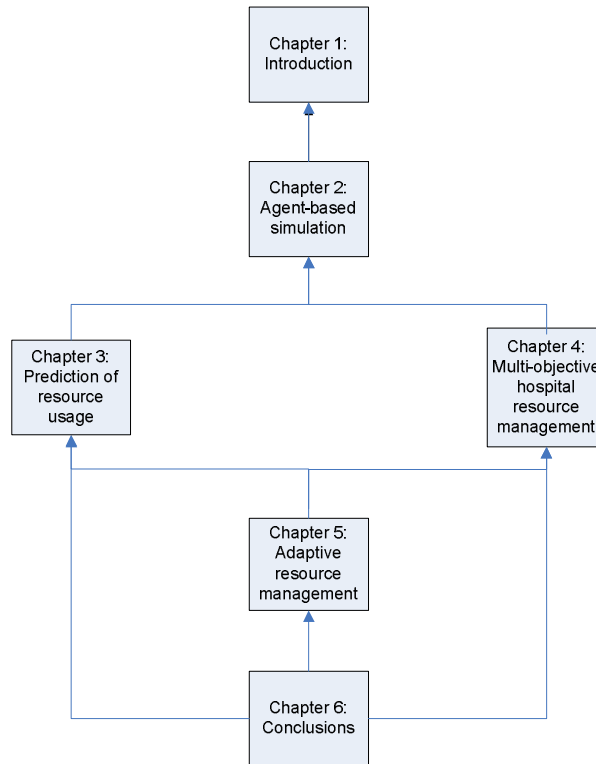 Chapter 1:
Introduction
Chapter 2:
Agent-based
simulation
Chapter 3:
Prediction of
resource
usage
Chapter 4:
Multi-objective
hospital
resource
management
Chapter 5:
Adaptive
resource
management
Chapter 6:
Conclusions